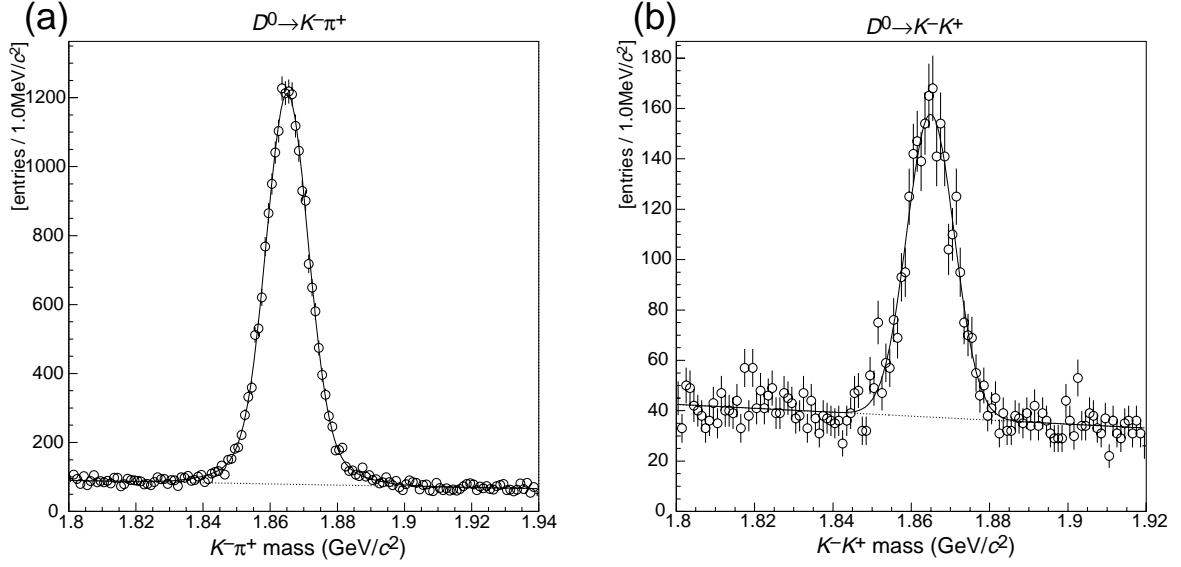 (a)
D⁰→K⁻π⁺
[entries / 1.0MeV/c²]
1200
1000
800
600
400
200
0
1.8 1.82 1.84 1.86 1.88 1.9 1.92 1.94
K⁻π⁺ mass (GeV/c²)
(b)
D⁰→K⁻K⁺
[entries / 1.0MeV/c²]
180
160
140
120
100
80
60
40
20
0
1.8 1.82 1.84 1.86 1.88 1.9 1.92
K⁻K⁺ mass (GeV/c²)